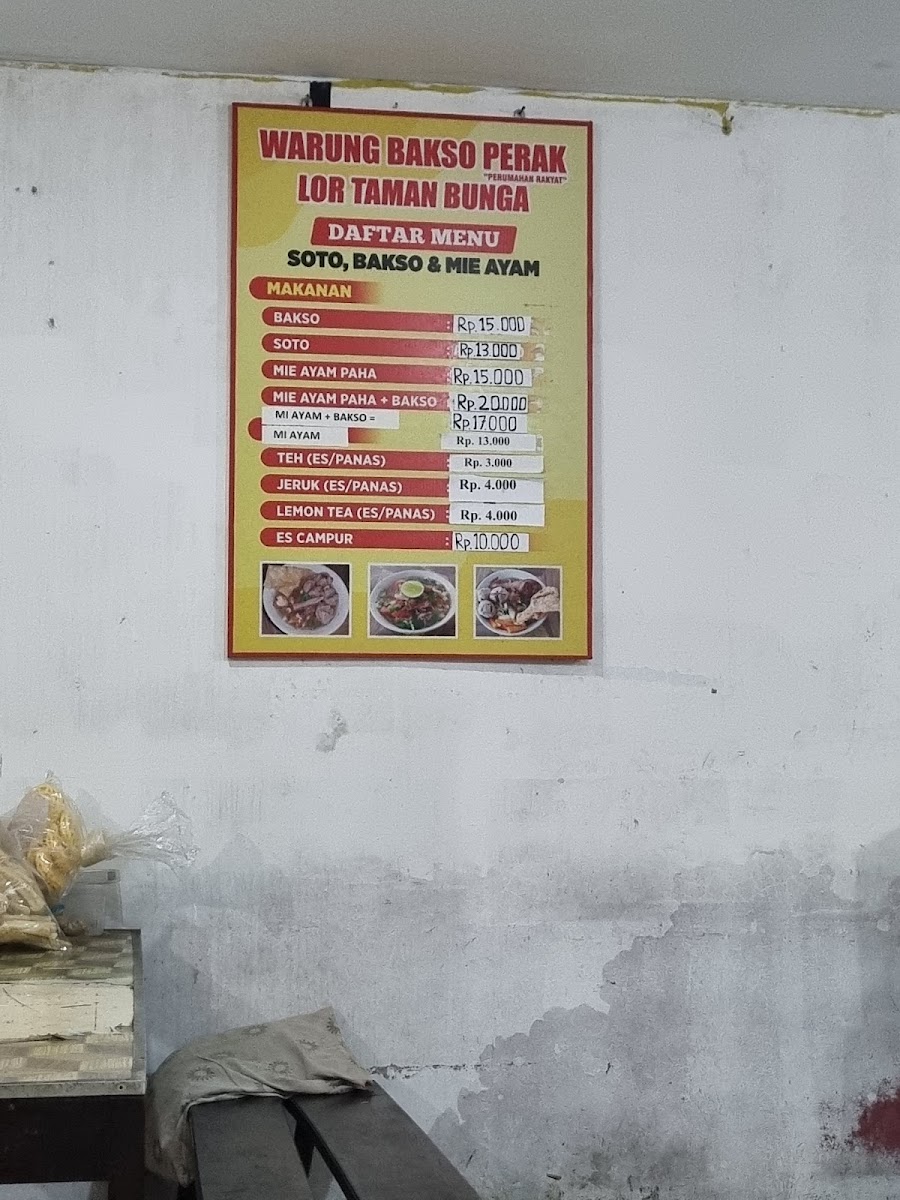 WARUNG BAKSO PERAK
"PERUMAHAN RAKYAT"
LOR TAMAN BUNGA
DAFTAR MENU
SOTO, BAKSO & MIE AYAM
MAKANAN
BAKSO : Rp.15.000
SOTO : Rp.13.000
MIE AYAM PAHA : Rp.15.000
MIE AYAM PAHA + BAKSO Rp.20.000
MI AYAM + BAKSO = Rp.17.000
MI AYAM Rp. 13.000
TEH (ES/PANAS) : Rp. 3.000
JERUK (ES/PANAS) : Rp. 4.000
LEMON TEA (ES/PANAS) : Rp. 4.000
ES CAMPUR : Rp.10.000